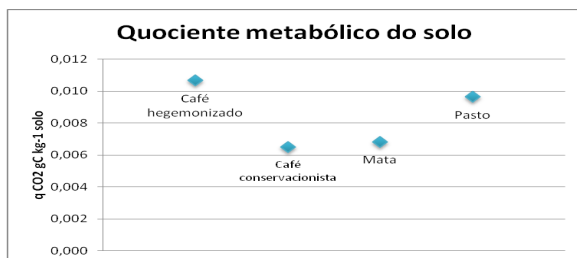 Quociente metabólico do solo
q CO2 gC kg-1 solo
0,012
0,010
0,008
0,006
0,004
0,002
0,000
Café
hegemonizado
Café
conservacionista
Mata
Pasto